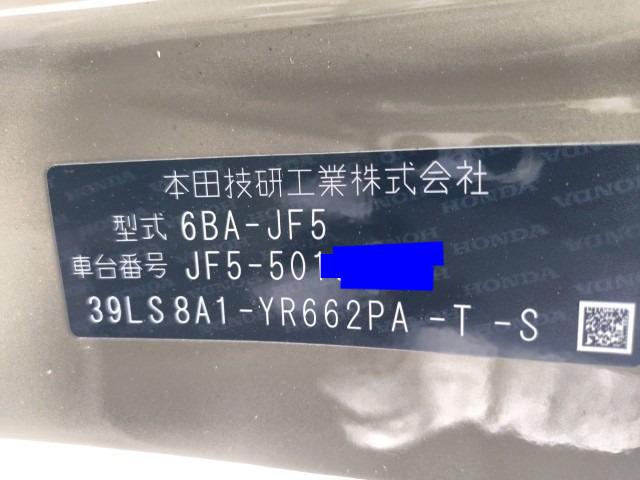 本田技研工業株式会社
型式 6BA-JF5
車台番号 JF5-501
39LS8A1-YR662PA -T -S